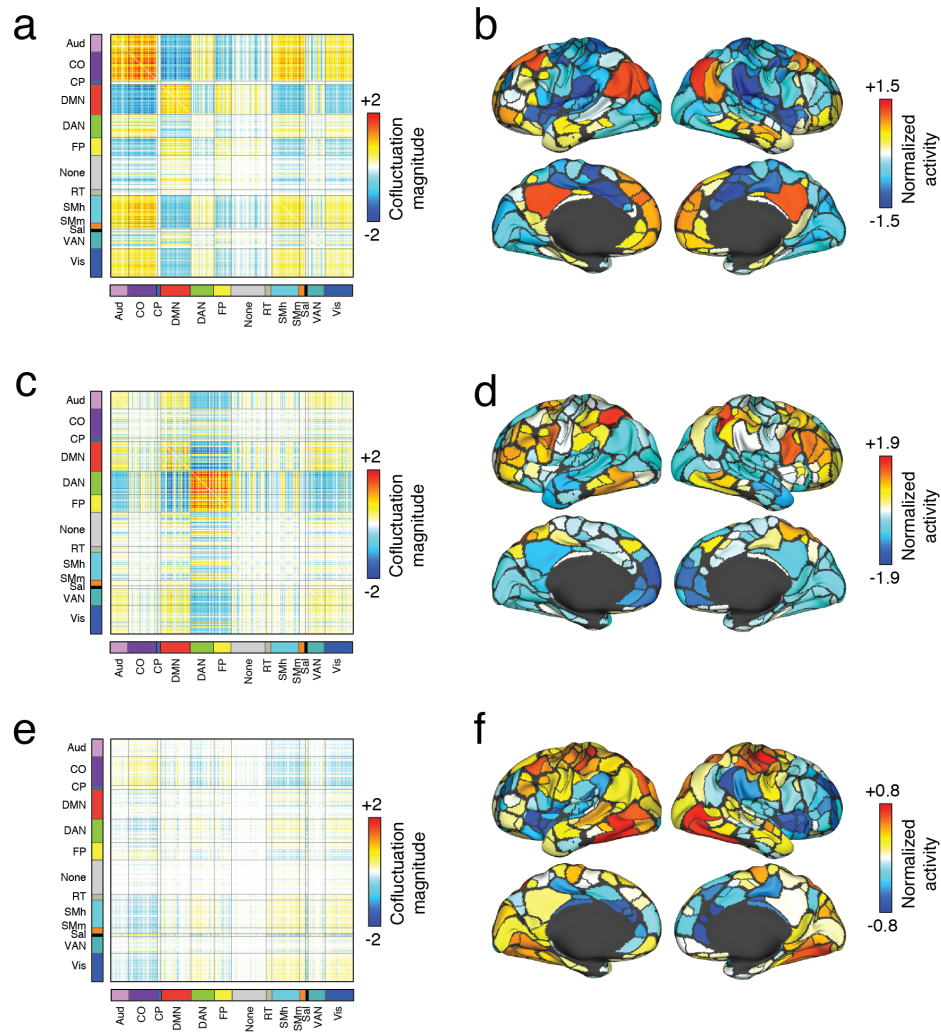 a
Aud
CO
CP
DMN
DAN
FP
None
RT
SMh
SMm
Sal
VAN
Vis
Aud
CO
CP
DMN
DAN
FP
None
RT
SMh
SMm
Sal
VAN
Vis
+2
Cofluctuation
magnitude
-2
b
+1.5
Normalized
activity
-1.5
c
Aud
CO
CP
DMN
DAN
FP
None
RT
SMh
SMm
Sal
VAN
Vis
Aud
CO
CP
DMN
DAN
FP
None
RT
SMh
SMm
Sal
VAN
Vis
+2
Cofluctuation
magnitude
-2
d
+1.9
Normalized
activity
-1.9
e
Aud
CO
CP
DMN
DAN
FP
None
RT
SMh
SMm
Sal
VAN
Vis
Aud
CO
CP
DMN
DAN
FP
None
RT
SMh
SMm
Sal
VAN
Vis
+2
Cofluctuation
magnitude
-2
f
+0.8
Normalized
activity
-0.8